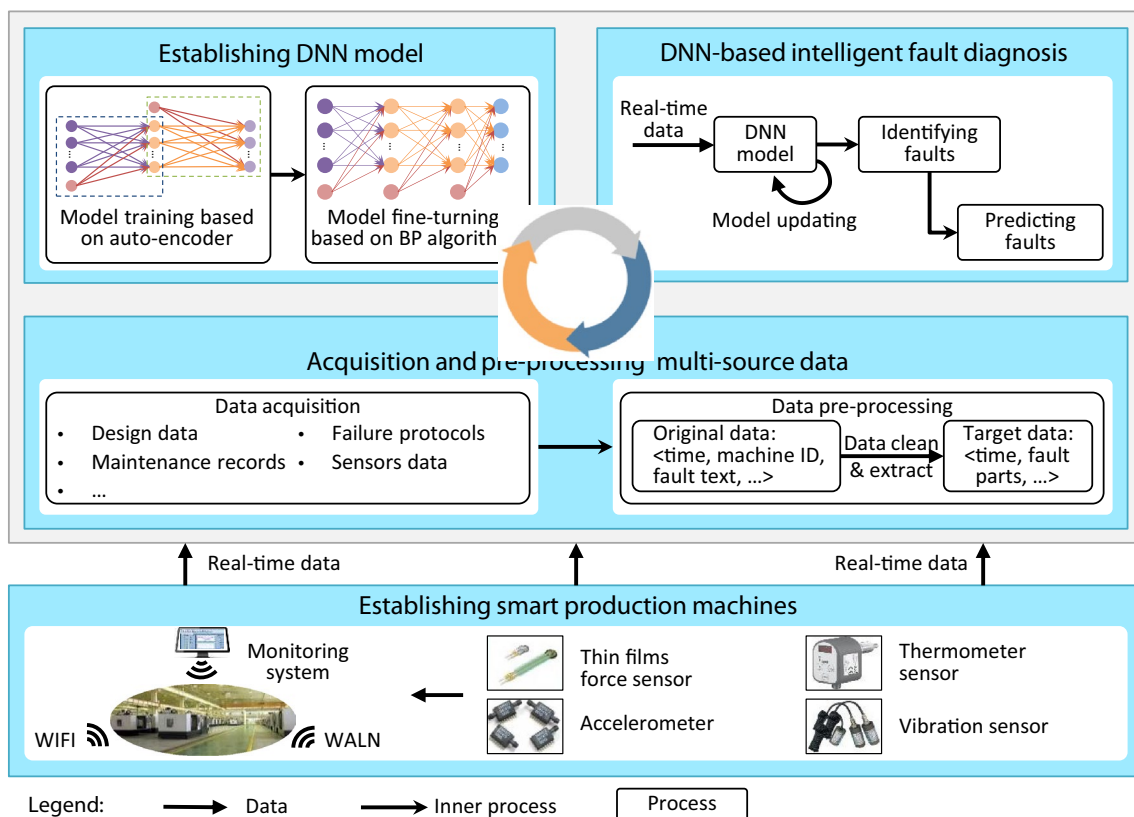 Establishing DNN model
Model training based
on auto-encoder
Model fine-turning
based on BP algorith
DNN-based intelligent fault diagnosis
Real-time
data
DNN
model
Identifying
faults
Model updating
Predicting
faults
Acquisition and pre-processing multi-source data
Data acquisition
• Design data
• Failure protocols
• Maintenance records
• Sensors data
• ...
Data pre-processing
Original data:
<time, machine ID,
fault text, ...>
Data clean
& extract
Target data:
<time, fault
parts, ...>
Real-time data
Real-time data
Establishing smart production machines
Monitoring
system
WIFI
WALN
Thin films
force sensor
Accelerometer
Thermometer
sensor
Vibration sensor
Legend:
Data
Inner process
Process